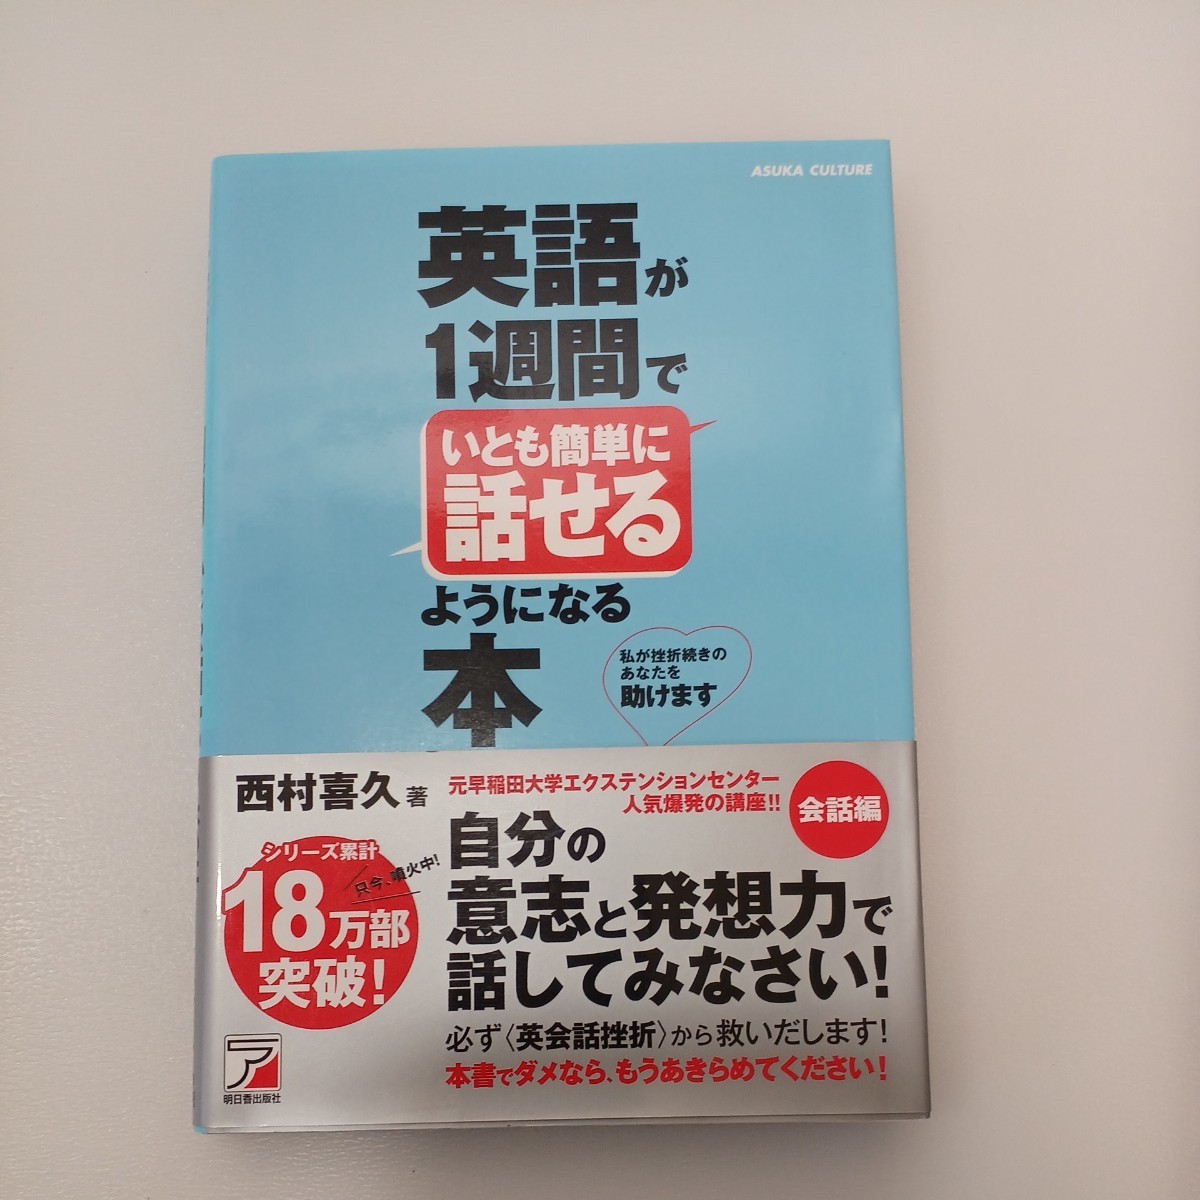 ASUKA CULTURE
英語が
1週間で
いとも簡単に
話せる
ようになる
本
私が挫折続きの
あなたを
助けます
西村喜久 著
元早稲田大学エクステンションセンター
人気爆発の講座!!
会話編
シリーズ累計
只今、噴火中!
18万部
突破!
自分の
意志と発想力で
話してみなさい!
必ず〈英会話挫折〉から救いだします!
本書でダメなら、もうあきらめてください!
ア
明日香出版社